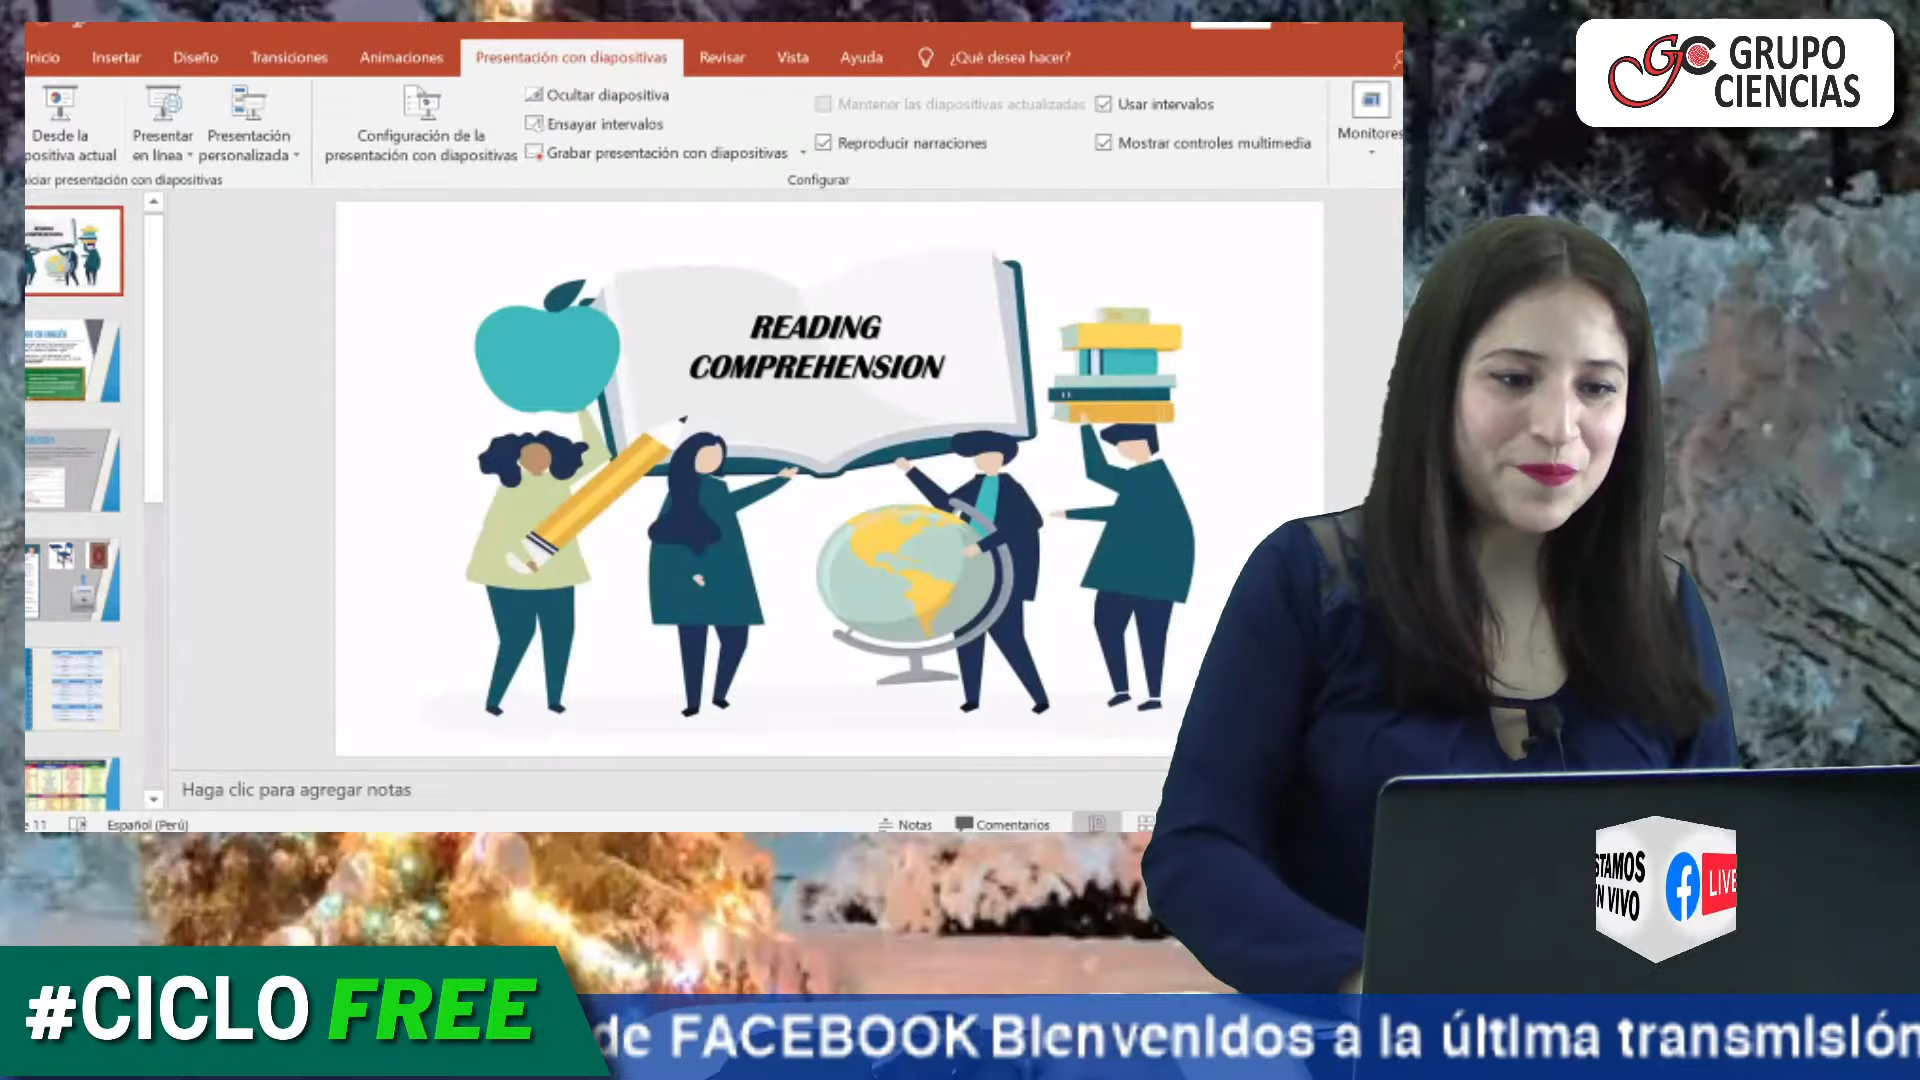 Inicio Insertar Diseño Transiciones Animaciones Presentación con diapositivas Revisar Vista Ayuda ¿Qué desea hacer?
Desde la
positiva actual
Presentar
en línea
Presentación
personalizada
iciar presentación con diapositivas
Configuración de la
presentación con diapositivas
Ocultar diapositiva
Ensayar intervalos
Grabar presentación con diapositivas
Mantener las diapositivas actualizadas
Reproducir narraciones
Usar intervalos
Mostrar controles multimedia
Configurar
Monitores
GRUPO
CIENCIAS
READING
COMPREHENSION
Haga clic para agregar notas
11 Español (Perú)
Notas Comentarios
STAMOS
N VIVO
LIVE
#CICLO FREE
de FACEBOOK Bienvenidos a la última transmisión